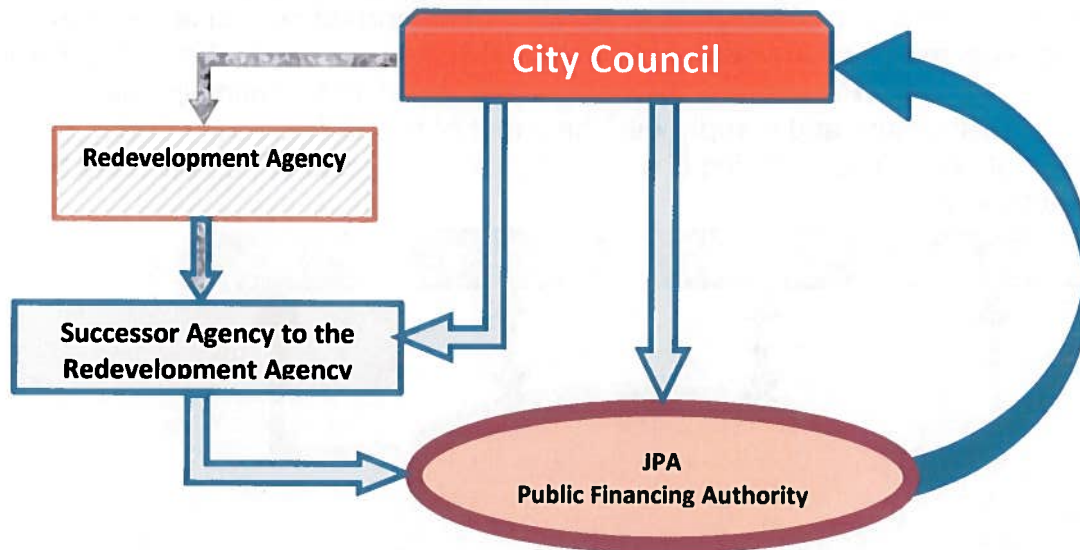 City Council
Redevelopment Agency
Successor Agency to the
Redevelopment Agency
JPA
Public Financing Authority